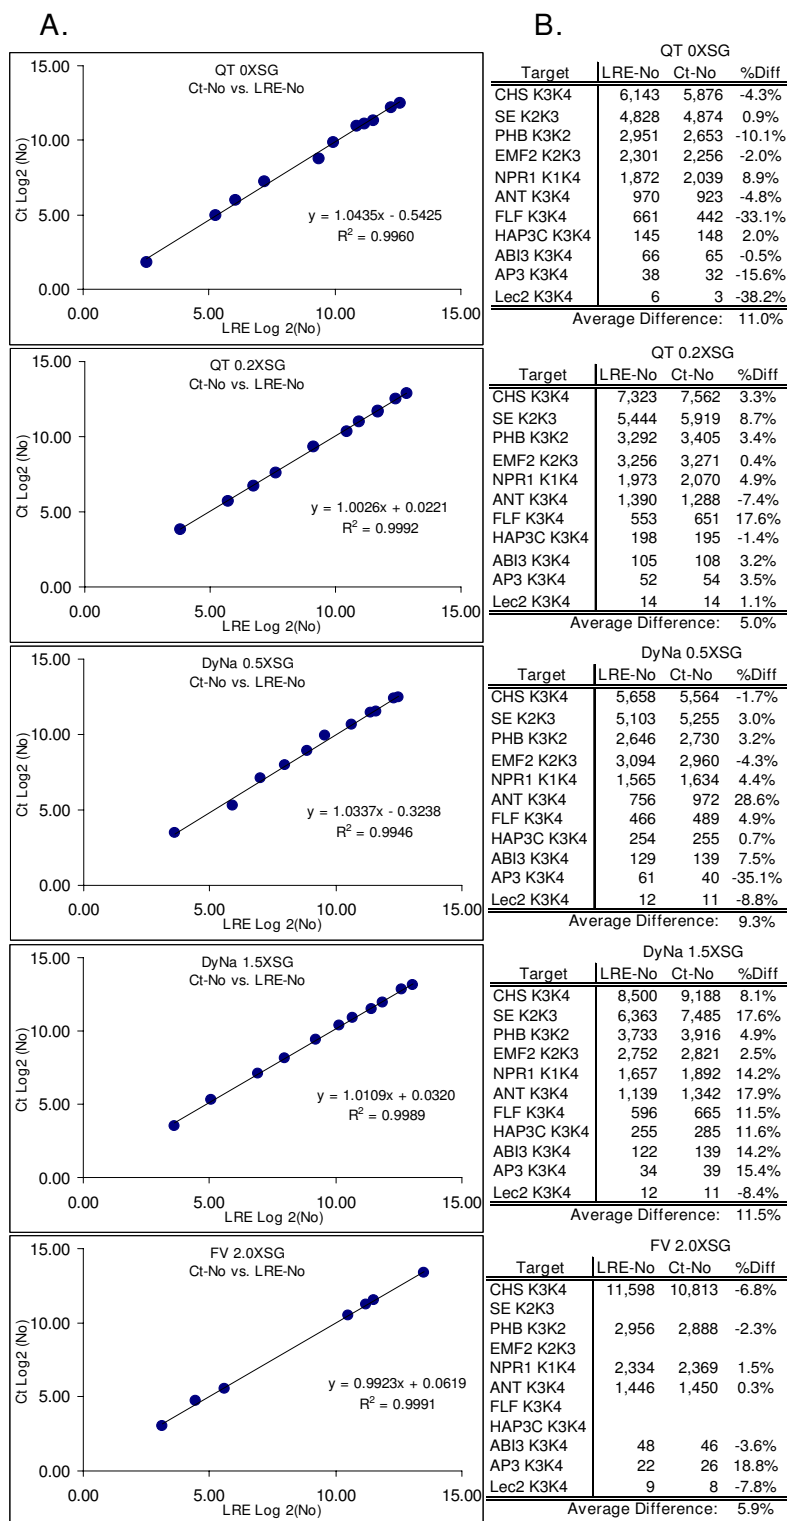 A.
B.
15.00
QT 0XSG
Ct-No vs. LRE-No
10.00
Ct Log2 (No)
5.00
y = 1.0435x - 0.5425
R² = 0.9960
0.00
0.00 5.00 10.00 15.00
LRE Log 2(No)
QT 0XSG
Target LRE-No Ct-No %Diff
CHS K3K4 6,143 5,876 -4.3%
SE K2K3 4,828 4,874 0.9%
PHB K3K2 2,951 2,653 -10.1%
EMF2 K2K3 2,301 2,256 -2.0%
NPR1 K1K4 1,872 2,039 8.9%
ANT K3K4 970 923 -4.8%
FLF K3K4 661 442 -33.1%
HAP3C K3K4 145 148 2.0%
ABI3 K3K4 66 65 -0.5%
AP3 K3K4 38 32 -15.6%
Lec2 K3K4 6 3 -38.2%
Average Difference: 11.0%
15.00
QT 0.2XSG
Ct-No vs. LRE-No
10.00
Ct Log2 (No)
5.00
y = 1.0026x + 0.0221
R² = 0.9992
0.00
0.00 5.00 10.00 15.00
LRE Log 2(No)
QT 0.2XSG
Target LRE-No Ct-No %Diff
CHS K3K4 7,323 7,562 3.3%
SE K2K3 5,444 5,919 8.7%
PHB K3K2 3,292 3,405 3.4%
EMF2 K2K3 3,256 3,271 0.4%
NPR1 K1K4 1,973 2,070 4.9%
ANT K3K4 1,390 1,288 -7.4%
FLF K3K4 553 651 17.6%
HAP3C K3K4 198 195 -1.4%
ABI3 K3K4 105 108 3.2%
AP3 K3K4 52 54 3.5%
Lec2 K3K4 14 14 1.1%
Average Difference: 5.0%
15.00
DyNa 0.5XSG
Ct-No vs. LRE-No
10.00
Ct Log2 (No)
5.00
y = 1.0337x - 0.3238
R² = 0.9946
0.00
0.00 5.00 10.00 15.00
LRE Log 2(No)
DyNa 0.5XSG
Target LRE-No Ct-No %Diff
CHS K3K4 5,658 5,564 -1.7%
SE K2K3 5,103 5,255 3.0%
PHB K3K2 2,646 2,730 3.2%
EMF2 K2K3 3,094 2,960 -4.3%
NPR1 K1K4 1,565 1,634 4.4%
ANT K3K4 756 972 28.6%
FLF K3K4 466 489 4.9%
HAP3C K3K4 254 255 0.7%
ABI3 K3K4 129 139 7.5%
AP3 K3K4 61 40 -35.1%
Lec2 K3K4 12 11 -8.8%
Average Difference: 9.3%
15.00
DyNa 1.5XSG
Ct-No vs. LRE-No
10.00
Ct Log2 (No)
5.00
y = 1.0109x + 0.0320
R² = 0.9989
0.00
0.00 5.00 10.00 15.00
LRE Log 2(No)
DyNa 1.5XSG
Target LRE-No Ct-No %Diff
CHS K3K4 8,500 9,188 8.1%
SE K2K3 6,363 7,485 17.6%
PHB K3K2 3,733 3,916 4.9%
EMF2 K2K3 2,752 2,821 2.5%
NPR1 K1K4 1,657 1,892 14.2%
ANT K3K4 1,139 1,342 17.9%
FLF K3K4 596 665 11.5%
HAP3C K3K4 255 285 11.6%
ABI3 K3K4 122 139 14.2%
AP3 K3K4 34 39 15.4%
Lec2 K3K4 12 11 -8.4%
Average Difference: 11.5%
15.00
FV 2.0XSG
Ct-No vs. LRE-No
10.00
Ct Log2 (No)
5.00
y = 0.9923x + 0.0619
R² = 0.9991
0.00
0.00 5.00 10.00 15.00
LRE Log 2(No)
FV 2.0XSG
Target LRE-No Ct-No %Diff
CHS K3K4 11,598 10,813 -6.8%
SE K2K3
PHB K3K2 2,956 2,888 -2.3%
EMF2 K2K3
NPR1 K1K4 2,334 2,369 1.5%
ANT K3K4 1,446 1,450 0.3%
FLF K3K4
HAP3C K3K4
ABI3 K3K4 48 46 -3.6%
AP3 K3K4 22 26 18.8%
Lec2 K3K4 9 8 -7.8%
Average Difference: 5.9%